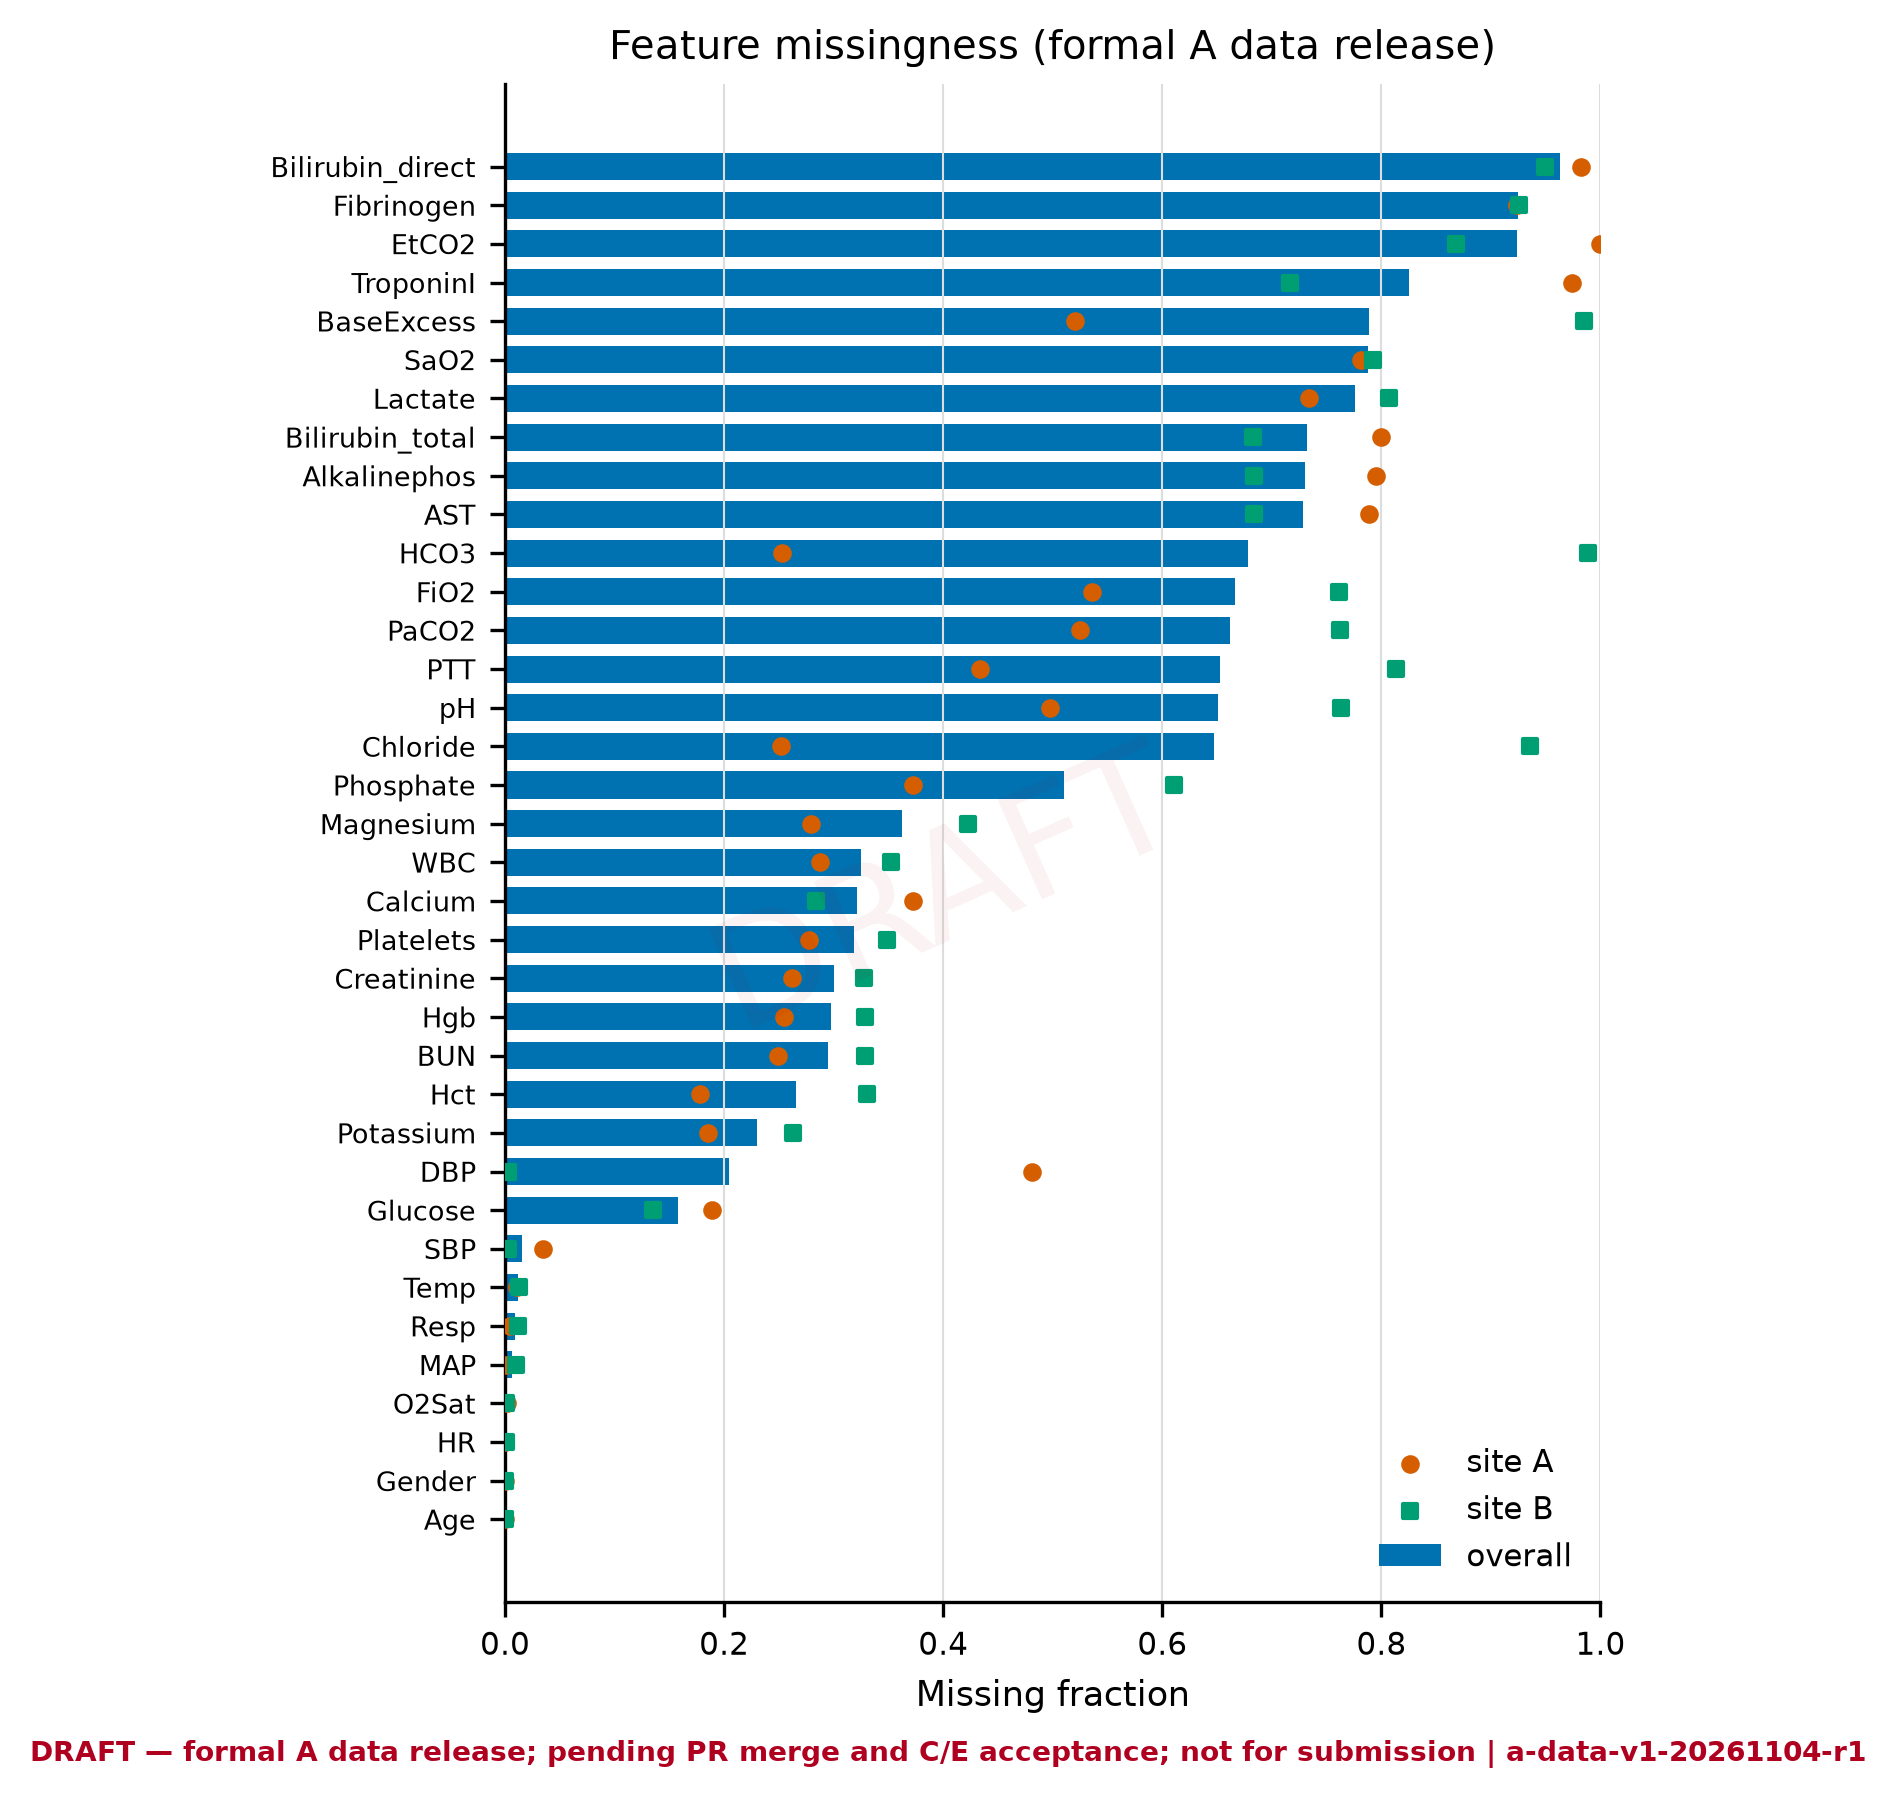 Feature missingness (formal A data release)
Bilirubin_direct
Fibrinogen
EtCO2
TroponinI
BaseExcess
SaO2
Lactate
Bilirubin_total
Alkalinephos
AST
HCO3
FiO2
PaCO2
PTT
pH
Chloride
Phosphate
Magnesium
WBC
Calcium
Platelets
Creatinine
Hgb
BUN
Hct
Potassium
DBP
Glucose
SBP
Temp
Resp
MAP
O2Sat
HR
Gender
Age
DRAFT
site A
site B
overall
0.0 0.2 0.4 0.6 0.8 1.0
Missing fraction
DRAFT — formal A data release; pending PR merge and C/E acceptance; not for submission | a-data-v1-20261104-r1